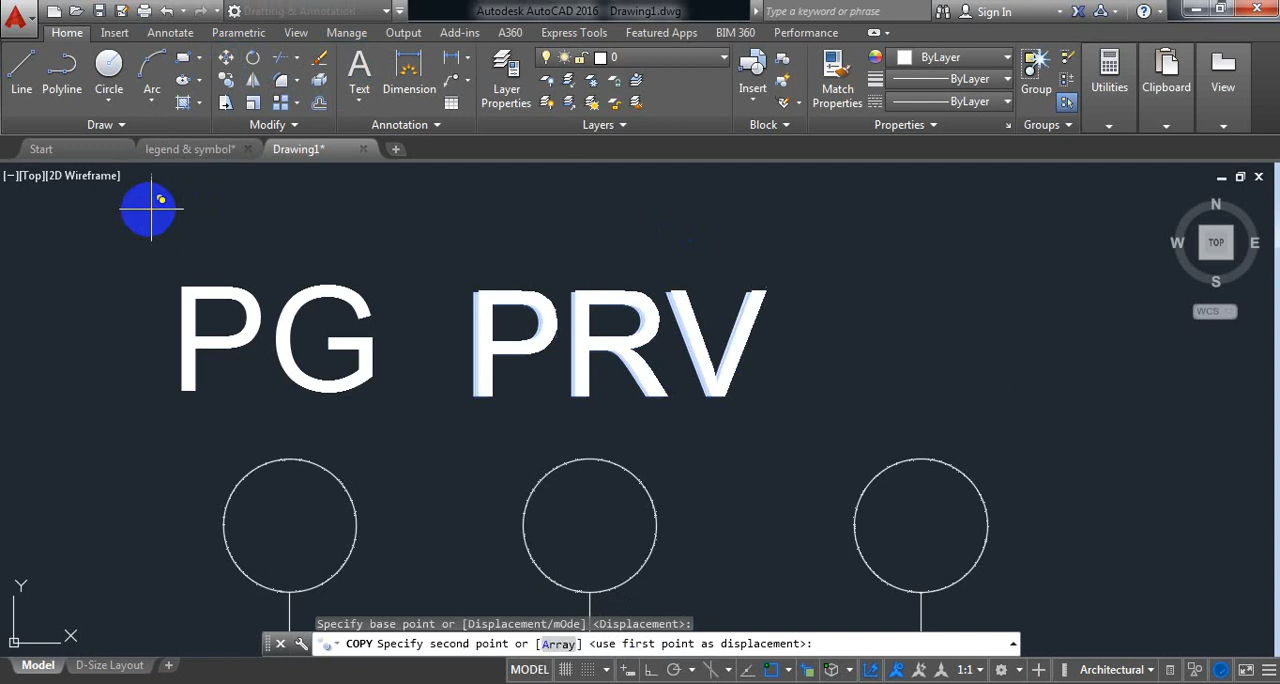 Drafting & Annotation
Autodesk AutoCAD 2016 Drawing1.dwg
Type a keyword or phrase
Sign In
Home Insert Annotate Parametric View Manage Output Add-ins A360 Express Tools Featured Apps BIM 360 Performance
0
ByLayer
ByLayer
ByLayer
Line Polyline Circle Arc
Text Dimension
Layer Properties
Insert
Match Properties
Group
Utilities Clipboard View
Draw Modify Annotation Layers Block Properties Groups
Start legend & symbol* Drawing1*
[−][Top][2D Wireframe]
N
W TOP E
S
WCS
PG PRV
Y
X
Specify base point or [Displacement/mOde] <Displacement>:
COPY Specify second point or [Array] <use first point as displacement>:
Model D-Size Layout
MODEL 1:1 Architectural